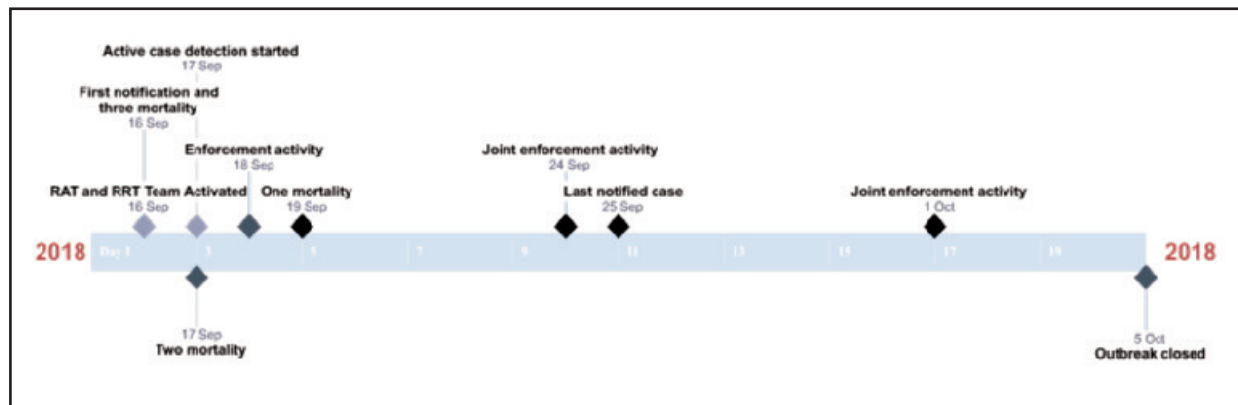 Active case detection started
17 Sep
First notification and
three mortality
16 Sep
Enforcement activity
18 Sep
Joint enforcement activity
24 Sep
RAT and RRT Team Activated
16 Sep
One mortality
19 Sep
Last notified case
25 Sep
Joint enforcement activity
1 Oct
2018
Day 1
3
5
7
9
11
13
15
17
19
2018
17 Sep
Two mortality
5 Oct
Outbreak closed